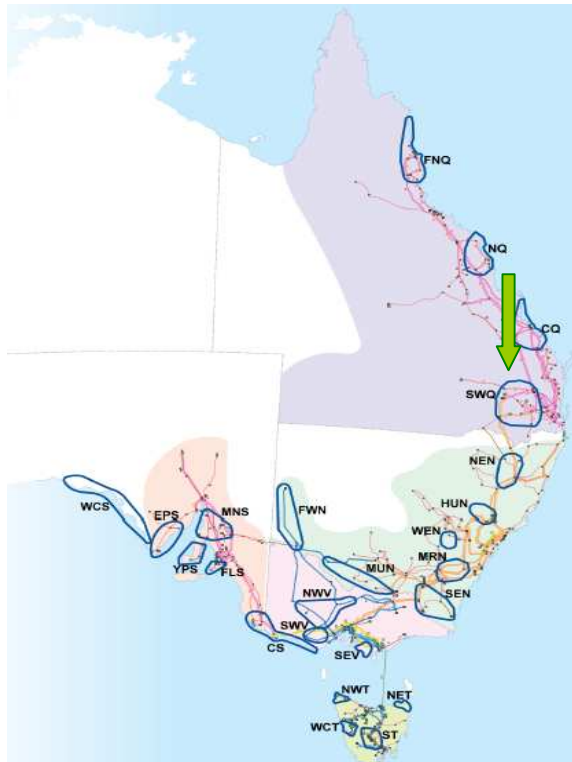 FNQ
NQ
CQ
SWQ
NEN
HUN
WEN
MRN
SEN
MUN
FWN
NWV
SWV
CS
SEV
WCS
EPS
MNS
YPS
FLS
NWT
NET
WCT
ST